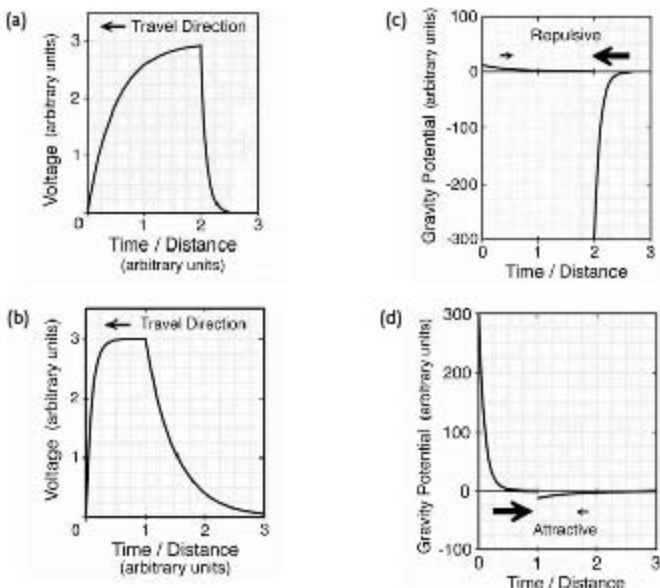 (a)
Travel Direction
Voltage (arbitrary units)
3
2
1
0
1
2
3
Time / Distance
(arbitrary units)
(b)
Travel Direction
Voltage (arbitrary units)
3
2
1
0
1
2
3
Time / Distance
(arbitrary units)
(c)
Repulsive
Gravity Potential (arbitrary units)
100
0
-100
-200
-300
0
1
2
3
Time / Distance
(d)
Gravity Potential (arbitrary units)
300
200
100
0
-100
Attractive
0
1
2
3
Time / Distance